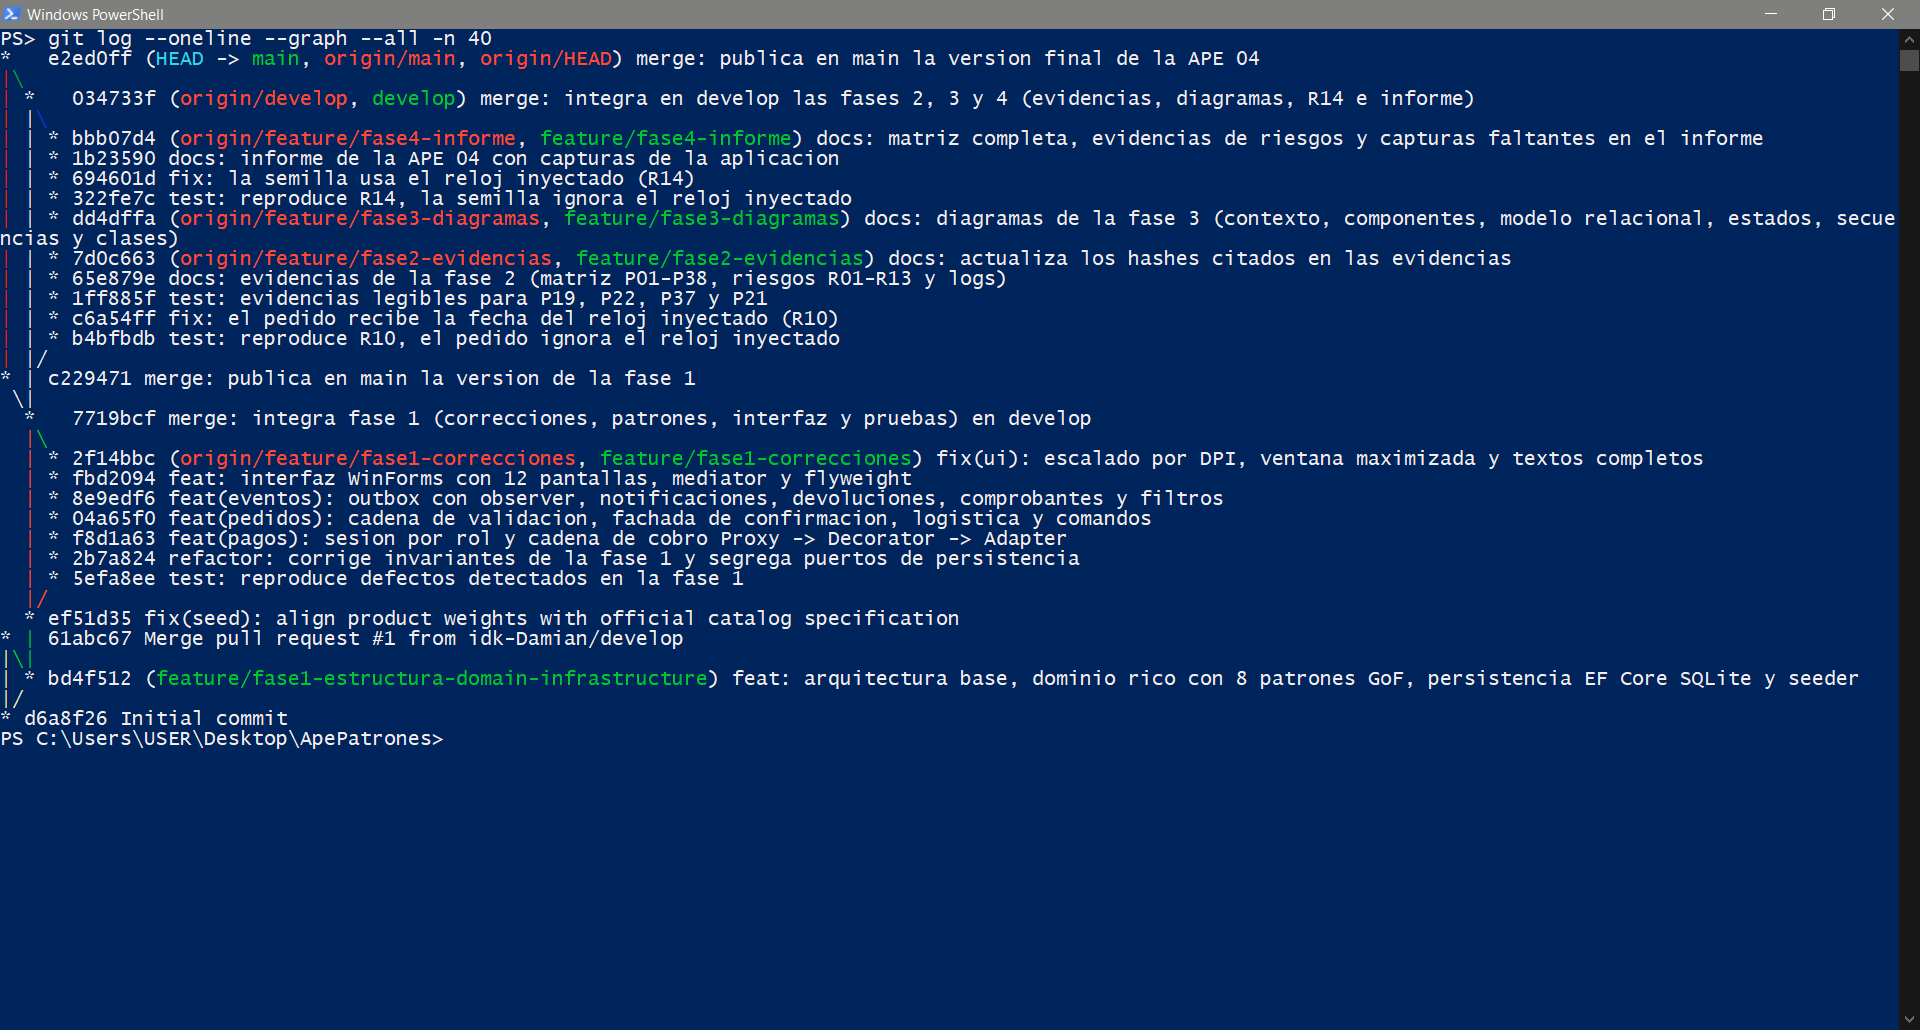 Windows PowerShell
PS> git log --oneline --graph --all -n 40
*   e2ed0ff (HEAD -> main, origin/main, origin/HEAD) merge: publica en main la version final de la APE 04
|\
| *   034733f (origin/develop, develop) merge: integra en develop las fases 2, 3 y 4 (evidencias, diagramas, R14 e informe)
| |\
| | * bbb07d4 (origin/feature/fase4-informe, feature/fase4-informe) docs: matriz completa, evidencias de riesgos y capturas faltantes en el informe
| | * 1b23590 docs: informe de la APE 04 con capturas de la aplicacion
| | * 694601d fix: la semilla usa el reloj inyectado (R14)
| | * 322fe7c test: reproduce R14, la semilla ignora el reloj inyectado
| | * dd4dffa (origin/feature/fase3-diagramas, feature/fase3-diagramas) docs: diagramas de la fase 3 (contexto, componentes, modelo relacional, estados, secue
ncias y clases)
| | * 7d0c663 (origin/feature/fase2-evidencias, feature/fase2-evidencias) docs: actualiza los hashes citados en las evidencias
| | * 65e879e docs: evidencias de la fase 2 (matriz P01-P38, riesgos R01-R13 y logs)
| | * 1ff885f test: evidencias legibles para P19, P22, P37 y P21
| | * c6a54ff fix: el pedido recibe la fecha del reloj inyectado (R10)
| | * b4bfbdb test: reproduce R10, el pedido ignora el reloj inyectado
| |/
* | c229471 merge: publica en main la version de la fase 1
 \|
  *   7719bcf merge: integra fase 1 (correcciones, patrones, interfaz y pruebas) en develop
  |\
  | * 2f14bbc (origin/feature/fase1-correcciones, feature/fase1-correcciones) fix(ui): escalado por DPI, ventana maximizada y textos completos
  | * fbd2094 feat: interfaz WinForms con 12 pantallas, mediator y flyweight
  | * 8e9edf6 feat(eventos): outbox con observer, notificaciones, devoluciones, comprobantes y filtros
  | * 04a65f0 feat(pedidos): cadena de validacion, fachada de confirmacion, logistica y comandos
  | * f8d1a63 feat(pagos): sesion por rol y cadena de cobro Proxy -> Decorator -> Adapter
  | * 2b7a824 refactor: corrige invariantes de la fase 1 y segrega puertos de persistencia
  | * 5efa8ee test: reproduce defectos detectados en la fase 1
  |/
  * ef51d35 fix(seed): align product weights with official catalog specification
* | 61abc67 Merge pull request #1 from idk-Damian/develop
|\|
| * bd4f512 (feature/fase1-estructura-domain-infrastructure) feat: arquitectura base, dominio rico con 8 patrones GoF, persistencia EF Core SQLite y seeder
|/
* d6a8f26 Initial commit
PS C:\Users\USER\Desktop\ApePatrones>